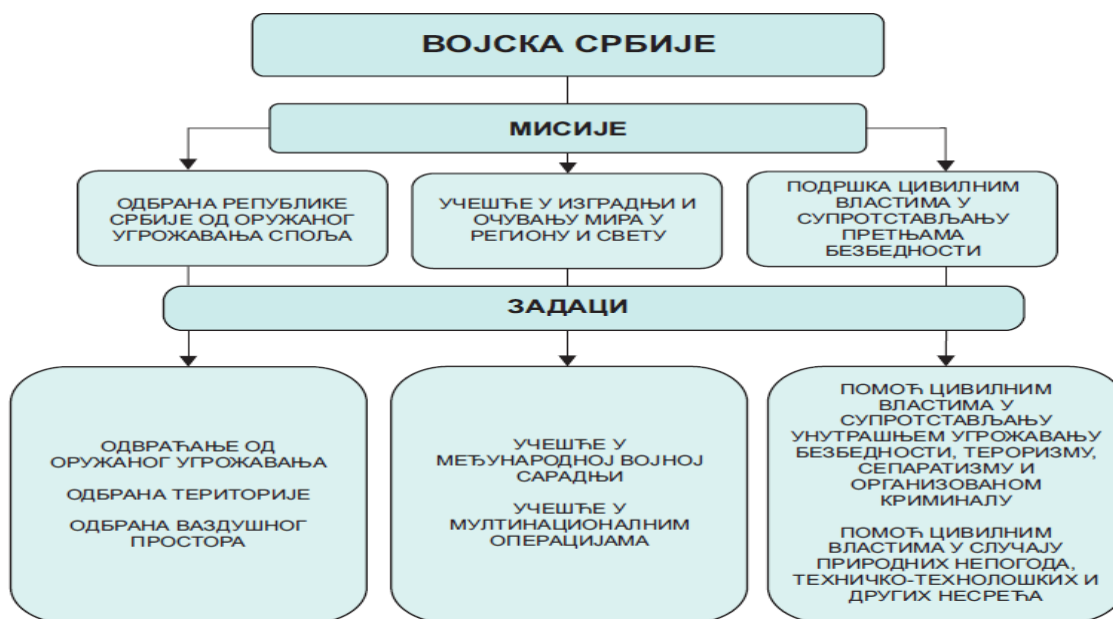 ВОЈСКА СРБИЈЕ
МИСИЈЕ
ОДБРАНА РЕПУБЛИКЕ
СРБИЈЕ ОД ОРУЖАНОГ
УГРОЖАВАЊА СПОЉА
УЧЕШЋЕ У ИЗГРАДЊИ И
ОЧУВАЊУ МИРА У
РЕГИОНУ И СВЕТУ
ПОДРШКА ЦИВИЛНИМ
ВЛАСТИМА У
СУПРОТСТАВЉАЊУ
ПРЕТЊАМА
БЕЗБЕДНОСТИ
ЗАДАЦИ
ОДВРАЋАЊЕ ОД
ОРУЖАНОГ УГРОЖАВАЊА
ОДБРАНА ТЕРИТОРИЈЕ
ОДБРАНА ВАЗДУШНОГ
ПРОСТОРА
УЧЕШЋЕ У
МЕЂУНАРОДНОЈ ВОЈНОЈ
САРАДЊИ
УЧЕШЋЕ У
МУЛТИНАЦИОНАЛНИМ
ОПЕРАЦИЈАМА
ПОМОЋ ЦИВИЛНИМ
ВЛАСТИМА У
СУПРОТСТАВЉАЊУ
УНУТРАШЊЕМ УГРОЖАВАЊУ
БЕЗБЕДНОСТИ, ТЕРОРИЗМУ,
СЕПАРАТИЗМУ И
ОРГАНИЗОВАНОМ
КРИМИНАЛУ
ПОМОЋ ЦИВИЛНИМ
ВЛАСТИМА У СЛУЧАЈУ
ПРИРОДНИХ НЕПОГОДА,
ТЕХНИЧКО-ТЕХНОЛОШКИХ И
ДРУГИХ НЕСРЕЋА